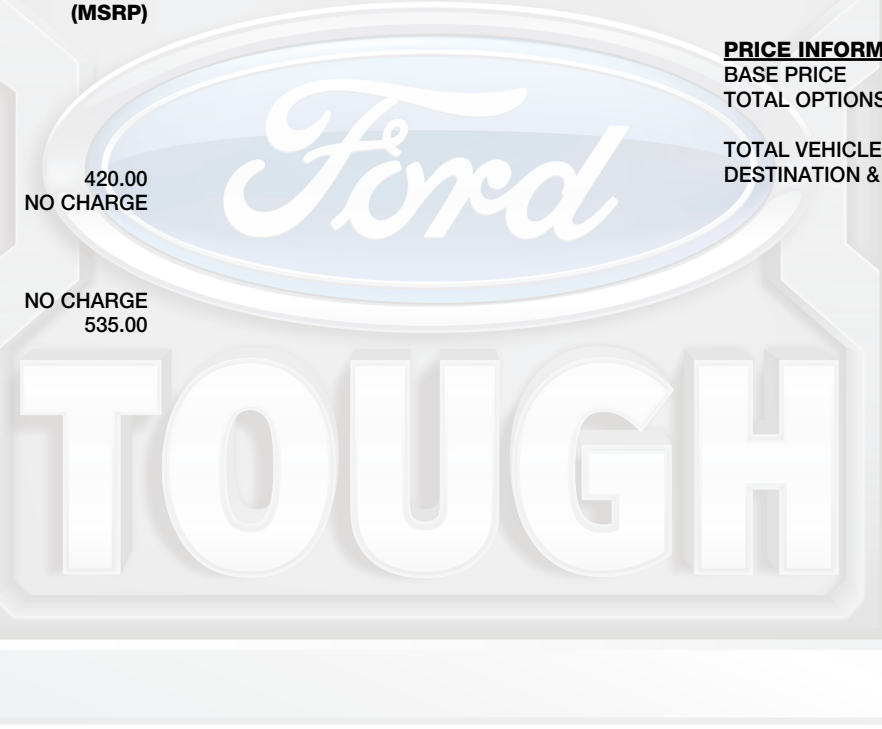 (MSRP)
420.00
NO CHARGE
NO CHARGE
535.00
PRICE INFORM
BASE PRICE
TOTAL OPTIONS
TOTAL VEHICLE
DESTINATION &
Ford
TOUGH